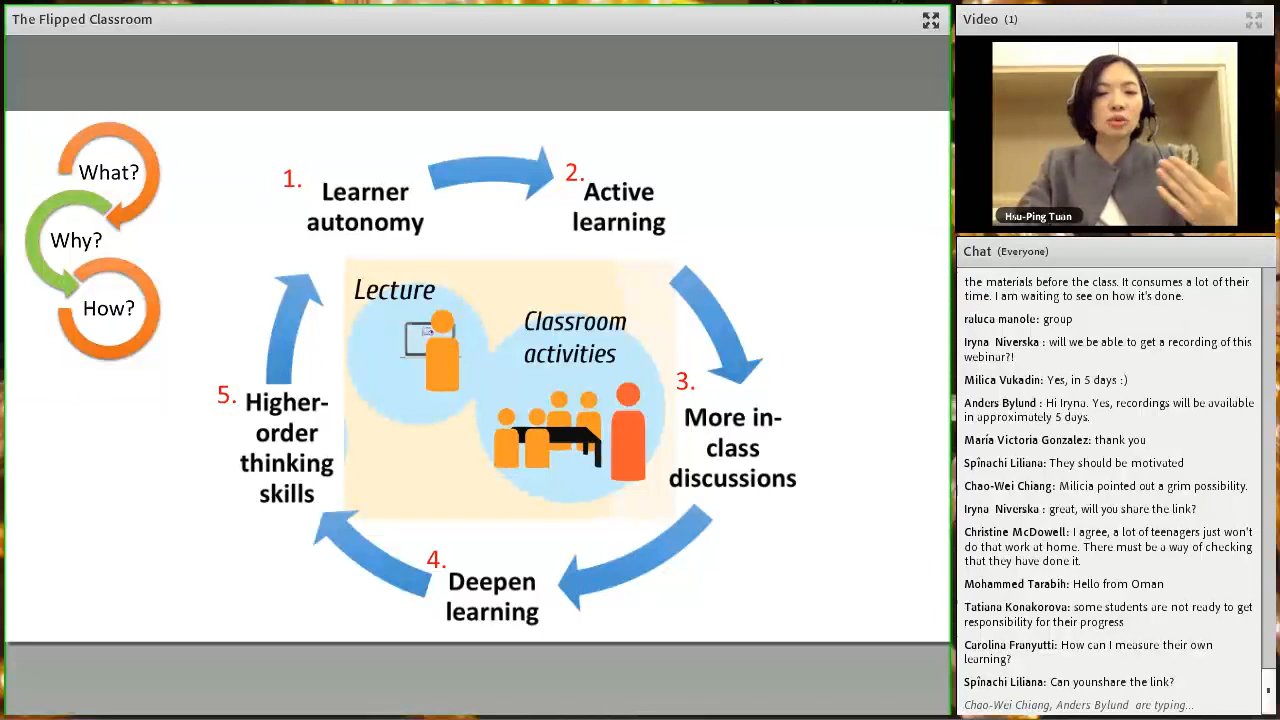 The Flipped Classroom
What?
Why?
How?
1.
Learner
autonomy
2.
Active
learning
Lecture
Classroom
activities
3.
More in-
class
discussions
4.
Deepen
learning
5.
Higher-
order
thinking
skills
Video (1)
Hsu-Ping Tuan
Chat (Everyone)
the materials before the class. It consumes a lot of their
time. I am waiting to see on how it's done.
raluca manole: group
Iryna Niverska : will we be able to get a recording of this
webinar?!
Milica Vukadin: Yes, in 5 days :)
Anders Bylund : Hi Iryna. Yes, recordings will be available
in approximately 5 days.
María Victoria Gonzalez: thank you
Spînachi Liliana: They should be motivated
Chao-Wei Chiang: Milicia pointed out a grim possibility.
Iryna Niverska : great, will you share the link?
Christine McDowell: I agree, a lot of teenagers just won't
do that work at home. There must be a way of checking
that they have done it.
Mohammed Tarabih: Hello from Oman
Tatiana Konakorova: some students are not ready to get
responsibility for their progress
Carolina Franyutti: How can I measure their own
learning?
Spînachi Liliana: Can younshare the link?
Chao-Wei Chiang, Anders Bylund are typing...